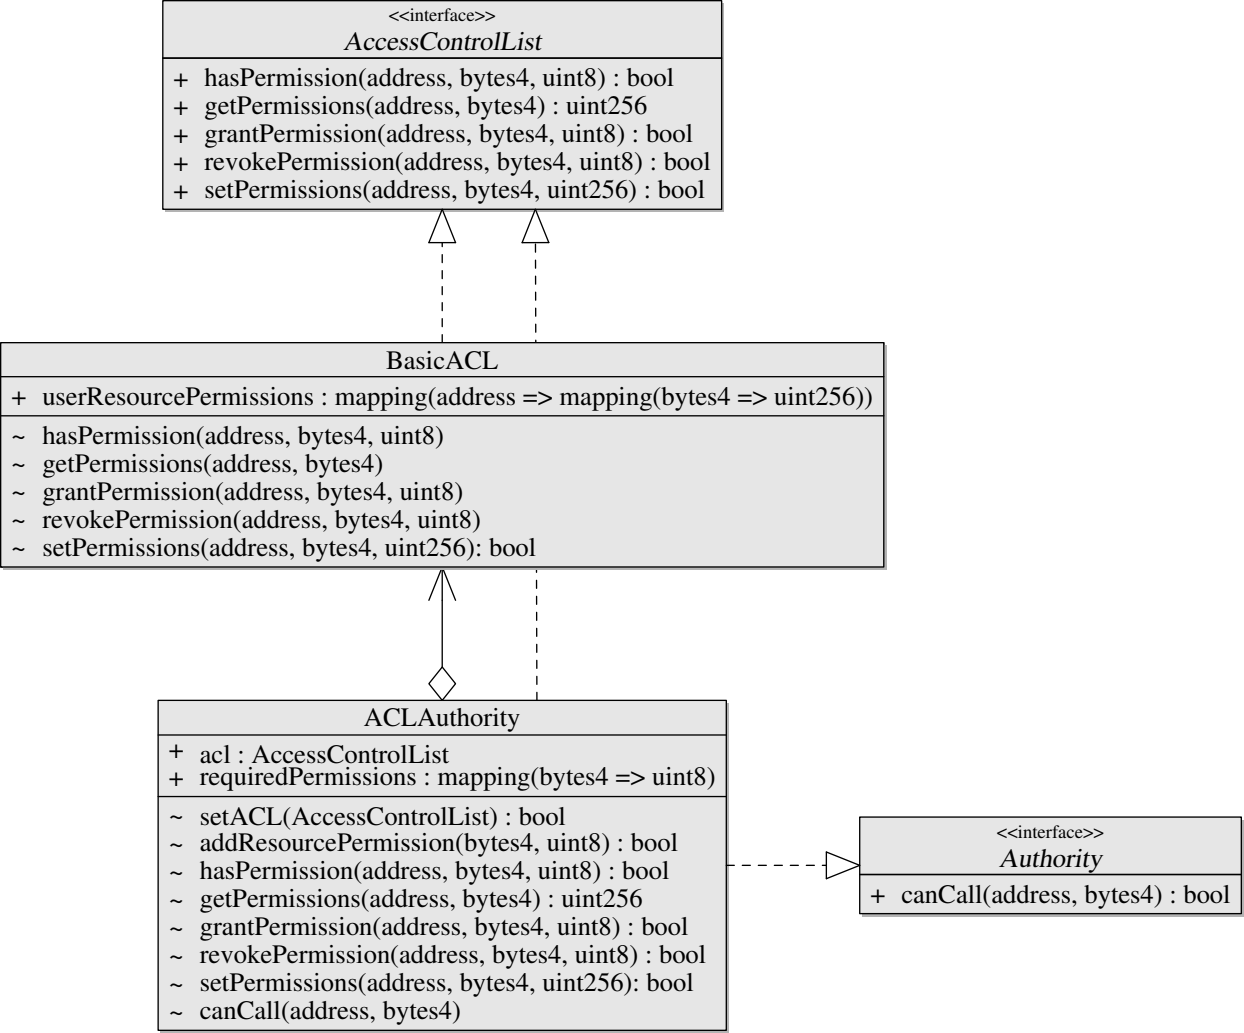 <<interface>>
AccessControlList
+ hasPermission(address, bytes4, uint8) : bool
+ getPermissions(address, bytes4) : uint256
+ grantPermission(address, bytes4, uint8) : bool
+ revokePermission(address, bytes4, uint8) : bool
+ setPermissions(address, bytes4, uint256) : bool
BasicACL
+ userResourcePermissions : mapping(address => mapping(bytes4 => uint256))
~ hasPermission(address, bytes4, uint8)
~ getPermissions(address, bytes4)
~ grantPermission(address, bytes4, uint8)
~ revokePermission(address, bytes4, uint8)
~ setPermissions(address, bytes4, uint256): bool
ACLAuthority
+ acl : AccessControlList
+ requiredPermissions : mapping(bytes4 => uint8)
~ setACL(AccessControlList) : bool
~ addResourcePermission(bytes4, uint8) : bool
~ hasPermission(address, bytes4, uint8) : bool
~ getPermissions(address, bytes4) : uint256
~ grantPermission(address, bytes4, uint8) : bool
~ revokePermission(address, bytes4, uint8) : bool
~ setPermissions(address, bytes4, uint256): bool
~ canCall(address, bytes4)
<<interface>>
Authority
+ canCall(address, bytes4) : bool